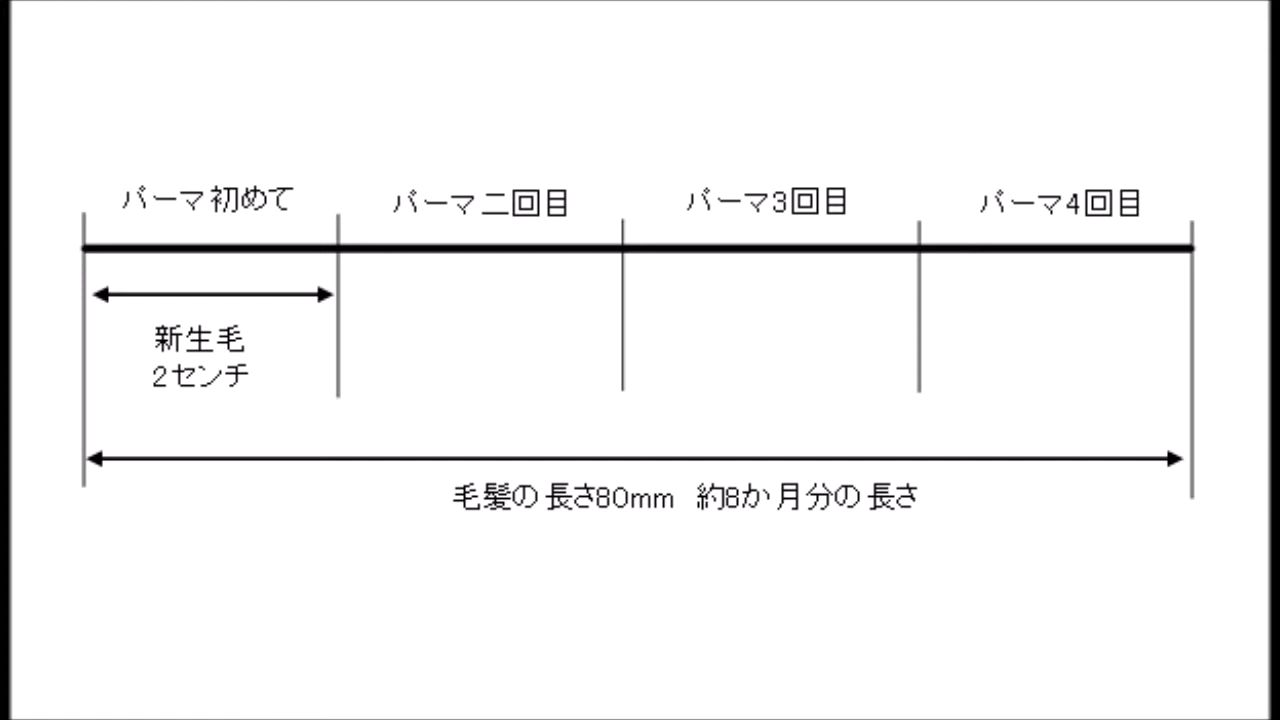 パーマ初めて
パーマ二回目
パーマ3回目
パーマ4回目
新生毛
2センチ
毛髪の長さ80mm 約8か月分の長さ